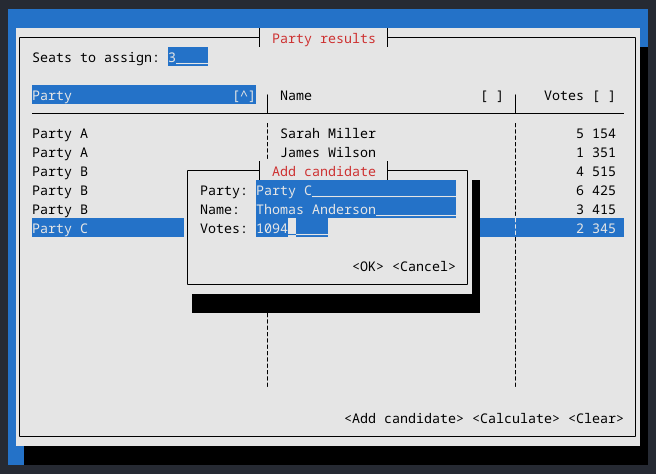 Party results
Seats to assign: 3____
Party [^] Name [ ] Votes [ ]
Party A Sarah Miller 5 154
Party A James Wilson 1 351
Party B 4 515
Party B 6 425
Party B 3 415
Party C 2 345
Add candidate
Party: Party C__________________
Name: Thomas Anderson__________
Votes: 1094_____
<OK> <Cancel>
<Add candidate> <Calculate> <Clear>